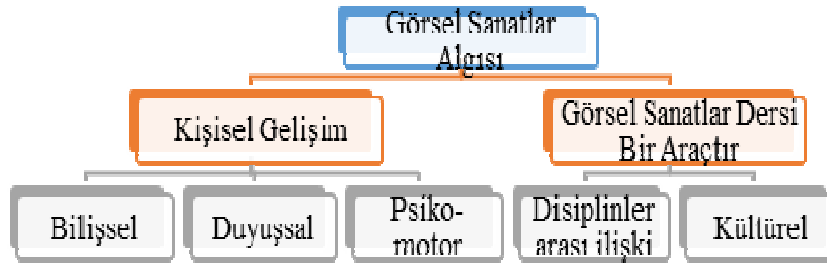 Görsel Sanatlar
Algısı
Kişisel Gelişim
Görsel Sanatlar Dersi
Bir Araçtır
Bilişsel
Duyuşsal
Psiko-
motor
Disiplinler
arası ilişki
Kültürel